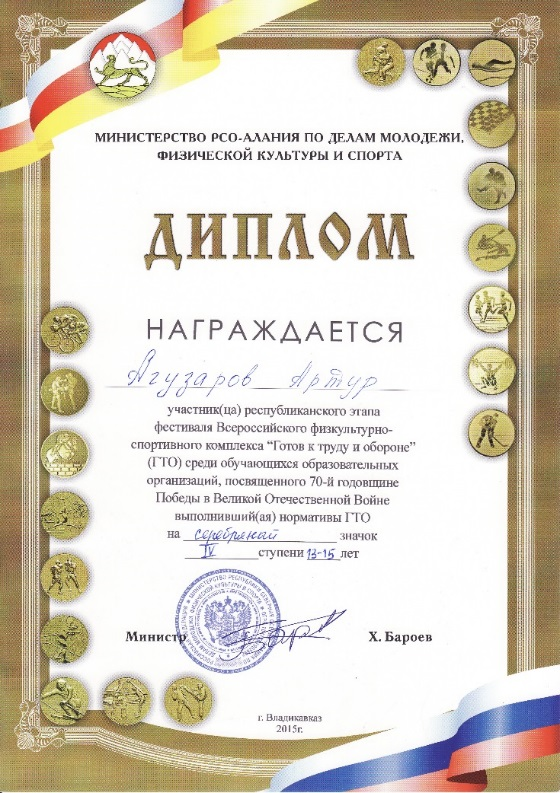 МИНИСТЕРСТВО РСО-АЛАНИЯ ПО ДЕЛАМ МОЛОДЕЖИ,
ФИЗИЧЕСКОЙ КУЛЬТУРЫ И СПОРТА
ДИПЛОМ
НАГРАЖДАЕТСЯ
Агузаров Артур
участник(ца) республиканского этапа
фестиваля Всероссийского физкультурно-
спортивного комплекса “Готов к труду и обороне”
(ГТО) среди обучающихся образовательных
организаций, посвященного 70-й годовщине
Победы в Великой Отечественной Войне
выполнивший(ая) нормативы ГТО
на серебряный значок
IV ступени 13-15 лет
Министр Х. Бароев
г. Владикавказ
2015г.